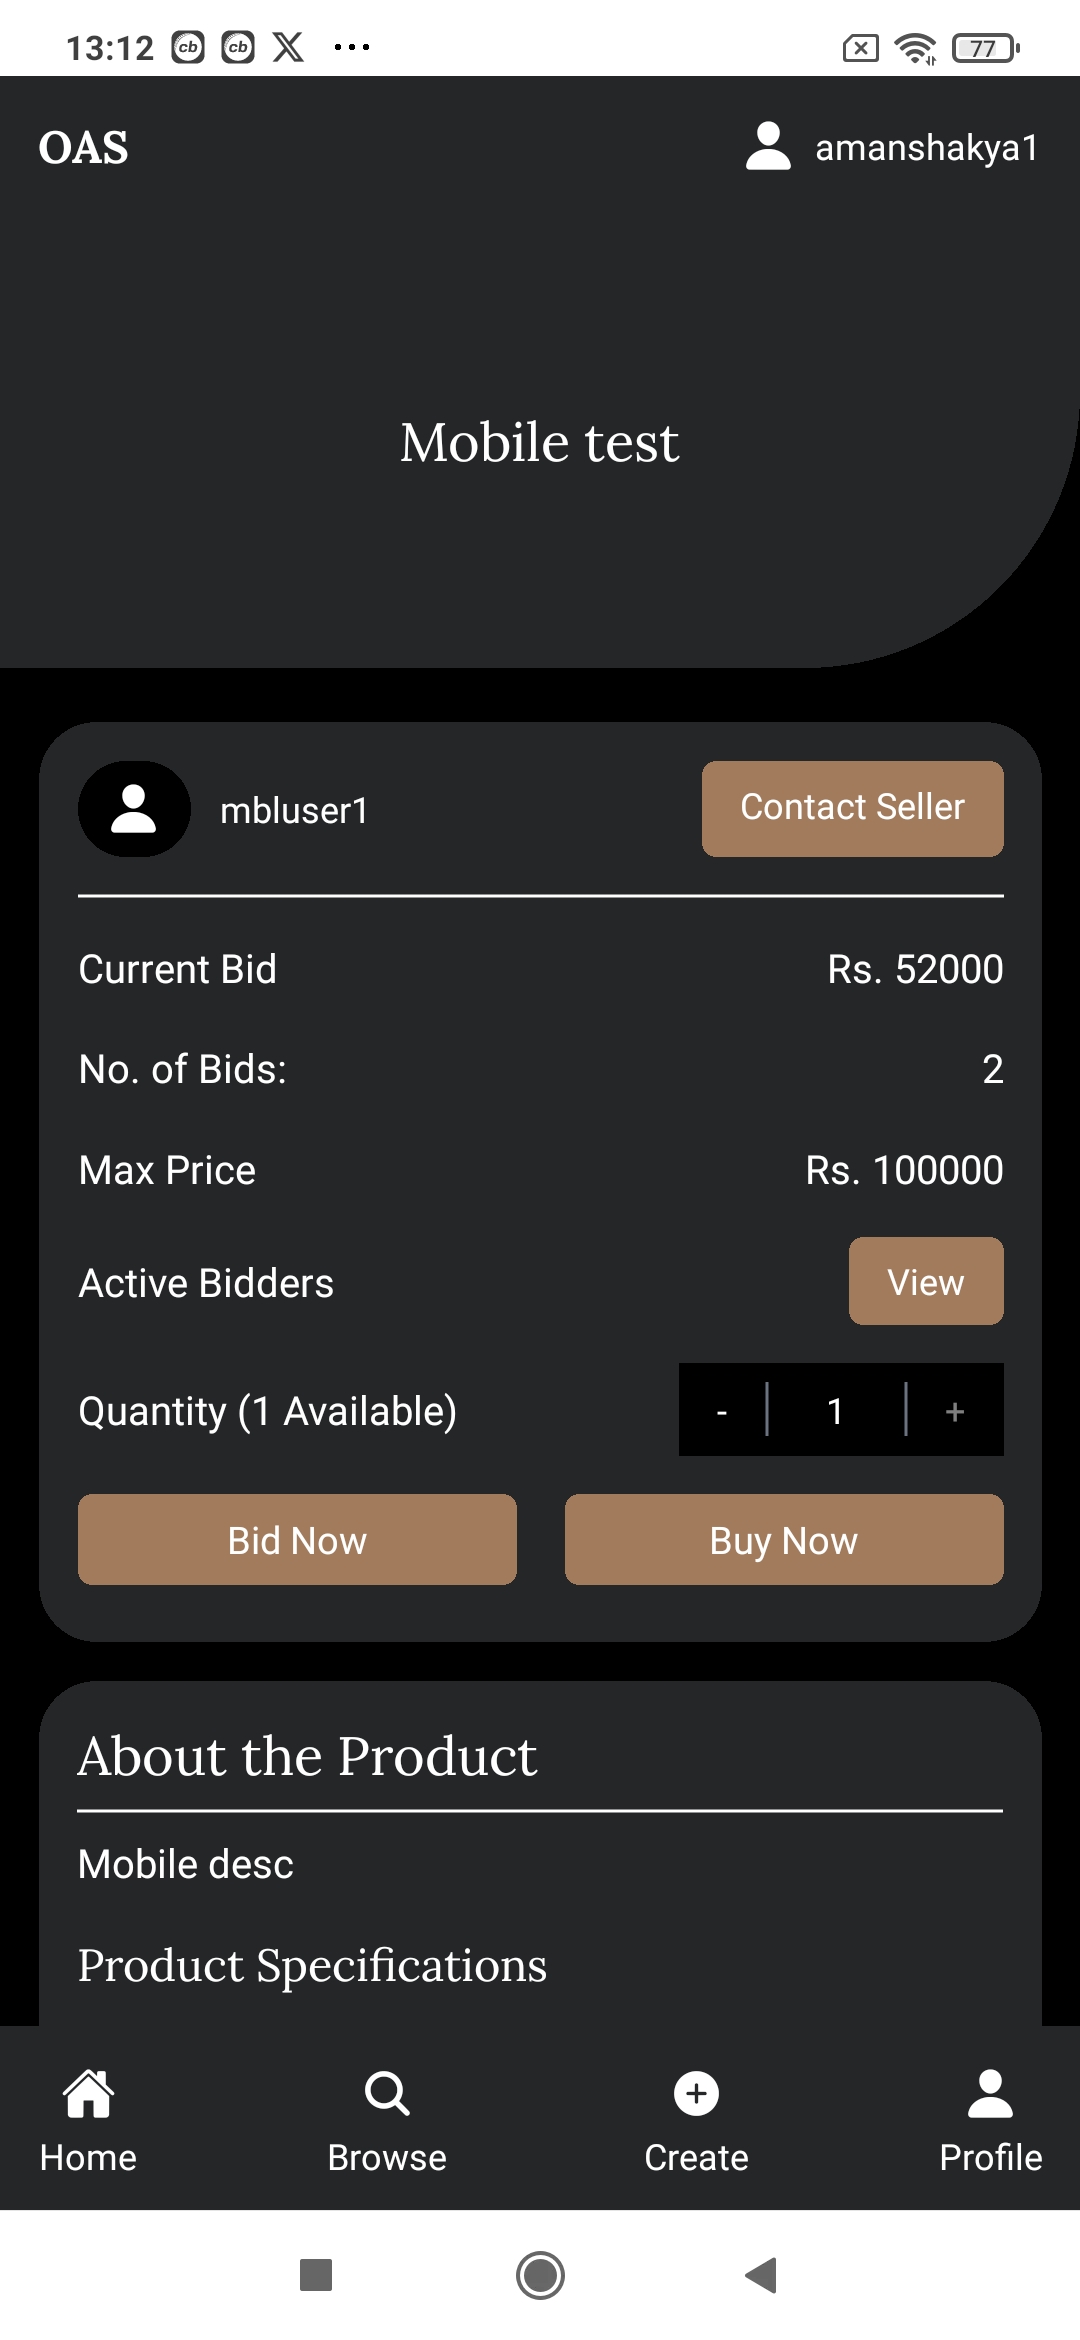 13:12 cb cb X ... 77
OAS amanshakya1
Mobile test
mbluser1 Contact Seller
Current Bid Rs. 52000
No. of Bids: 2
Max Price Rs. 100000
Active Bidders View
Quantity (1 Available) - 1 +
Bid Now Buy Now
About the Product
Mobile desc
Product Specifications
Home Browse Create Profile